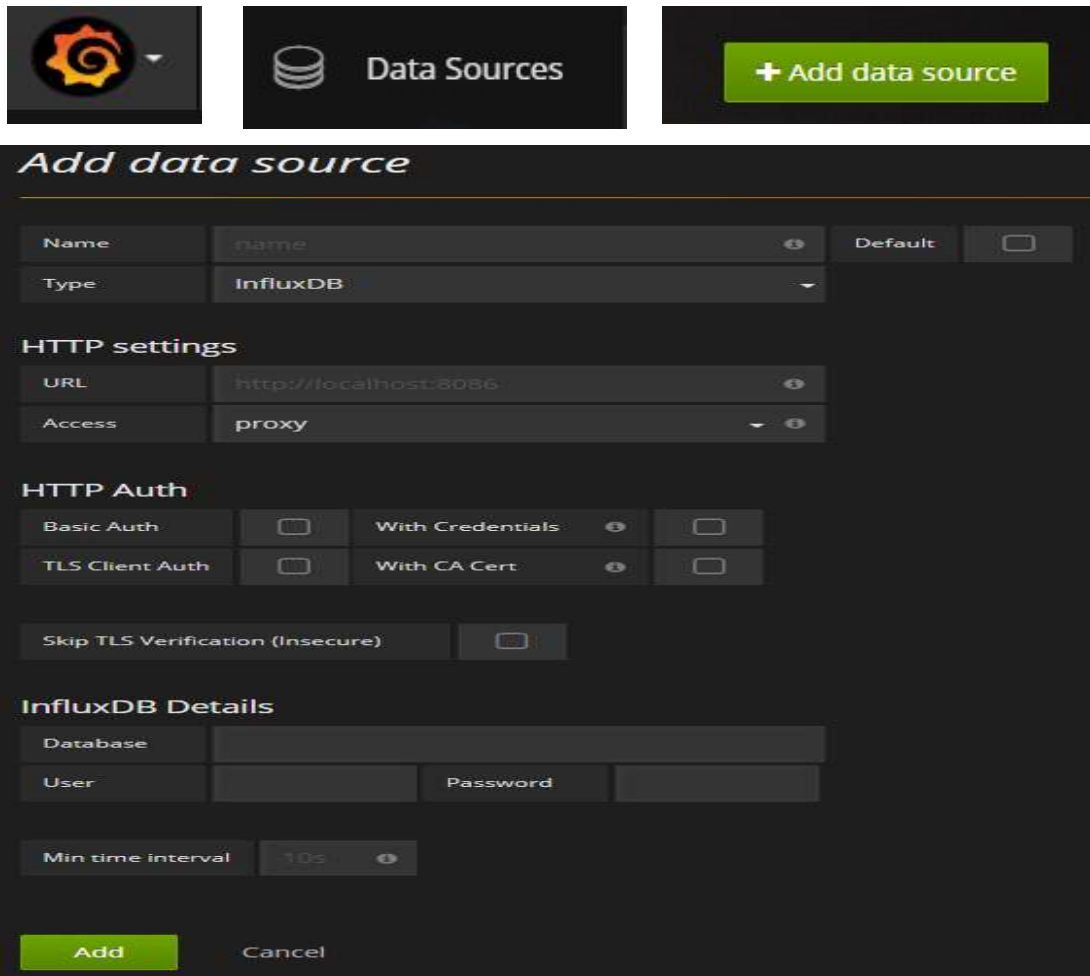 Data Sources
+ Add data source
Add data source
Name name Default
Type InfluxDB
HTTP settings
URL http://localhost:8086
Access proxy
HTTP Auth
Basic Auth With Credentials
TLS Client Auth With CA Cert
Skip TLS Verification (Insecure)
InfluxDB Details
Database
User Password
Min time interval 10s
Add Cancel